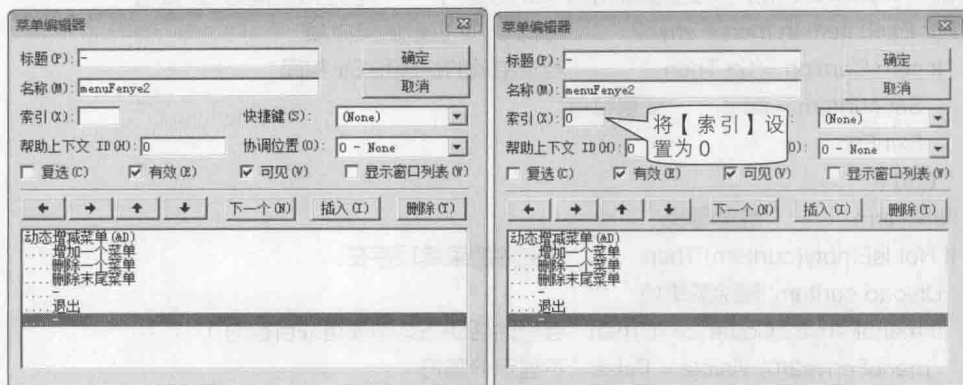 菜单编辑器
标题(P): -
确定
名称(M): menuFenye2
取消
索引(X):
快捷键(S): (None)
帮助上下文 ID(H): 0
协调位置(O): 0 - None
复选(C) 有效(E) 可见(V) 显示窗口列表(W)
下一个(N) 插入(I) 删除(T)
动态增减菜单(&D)
....增加一个菜单
....删除一个菜单
....删除末尾菜单
....-
....退出
....-
菜单编辑器
标题(P): -
确定
名称(M): menuFenye2
取消
索引(X): 0
将【索引】设
置为0
(None)
帮助上下文 ID(H): 0
): 0 - None
复选(C) 有效(E) 可见(V) 显示窗口列表(W)
下一个(N) 插入(I) 删除(T)
动态增减菜单(&D)
....增加一个菜单
....删除一个菜单
....删除末尾菜单
....-
....退出
....-